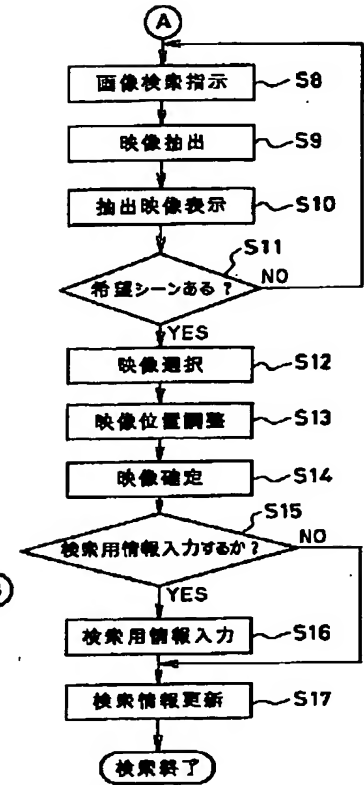 A
画像検索指示 S8
映像抽出 S9
抽出映像表示 S10
S11
希望シーンある？ NO
YES
映像選択 S12
映像位置調整 S13
映像確定 S14
S15
検索用情報入力するか？ NO
YES
検索用情報入力 S16
検索情報更新 S17
検索終了